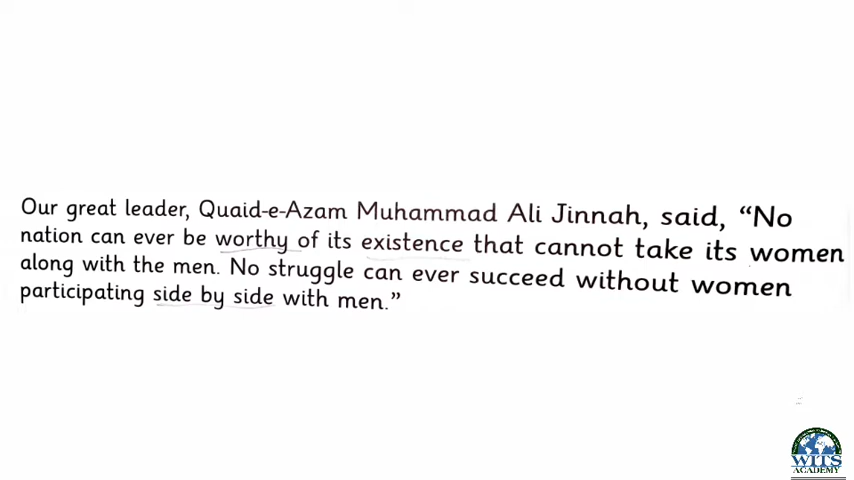 Our great leader, Quaid-e-Azam Muhammad Ali Jinnah, said, “No
nation can ever be worthy of its existence that cannot take its women
along with the men. No struggle can ever succeed without women
participating side by side with men.”
WITS
ACADEMY